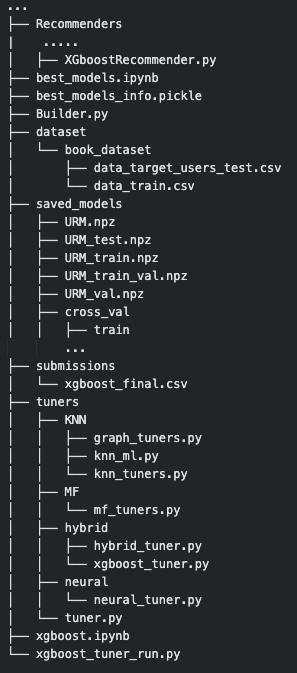 ...
├── Recommenders
|    .....
│   ├── XGboostRecommender.py
├── best_models.ipynb
├── best_models_info.pickle
├── Builder.py
├── dataset
│   └── book_dataset
│       ├── data_target_users_test.csv
│       └── data_train.csv
├── saved_models
│   ├── URM.npz
│   ├── URM_test.npz
│   ├── URM_train.npz
│   ├── URM_train_val.npz
│   ├── URM_val.npz
│   ├── cross_val
│   │   ├── train
│       ...
├── submissions
│   └── xgboost_final.csv
├── tuners
│   ├── KNN
│   │   ├── graph_tuners.py
│   │   ├── knn_ml.py
│   │   └── knn_tuners.py
│   ├── MF
│   │   └── mf_tuners.py
│   ├── hybrid
│   │   ├── hybrid_tuner.py
│   │   └── xgboost_tuner.py
│   ├── neural
│   │   └── neural_tuner.py
│   └── tuner.py
├── xgboost.ipynb
└── xgboost_tuner_run.py